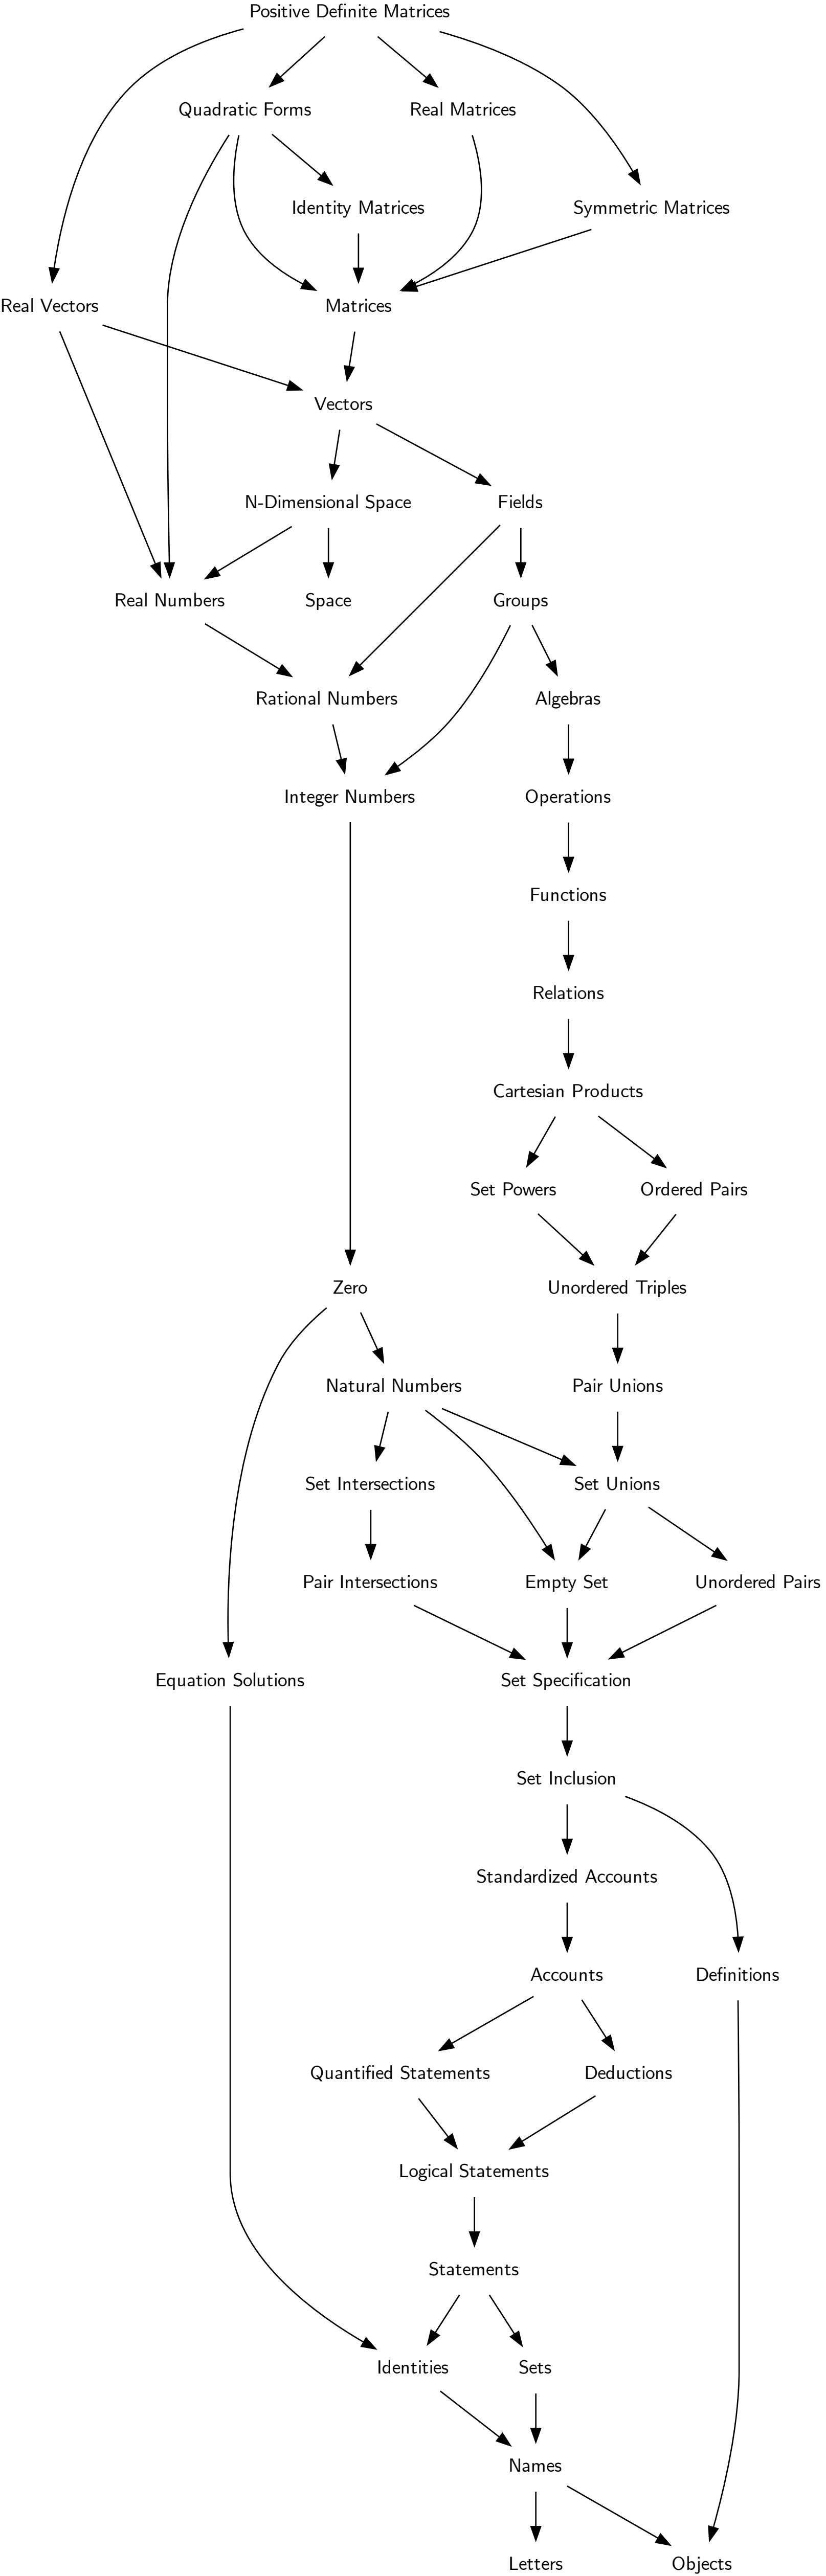 Positive Definite Matrices
Quadratic Forms
Real Matrices
Identity Matrices
Symmetric Matrices
Real Vectors
Matrices
Vectors
N-Dimensional Space
Fields
Real Numbers
Space
Groups
Rational Numbers
Algebras
Integer Numbers
Operations
Functions
Relations
Cartesian Products
Set Powers
Ordered Pairs
Zero
Unordered Triples
Natural Numbers
Pair Unions
Set Intersections
Set Unions
Pair Intersections
Empty Set
Unordered Pairs
Equation Solutions
Set Specification
Set Inclusion
Standardized Accounts
Accounts
Definitions
Quantified Statements
Deductions
Logical Statements
Statements
Identities
Sets
Names
Letters
Objects